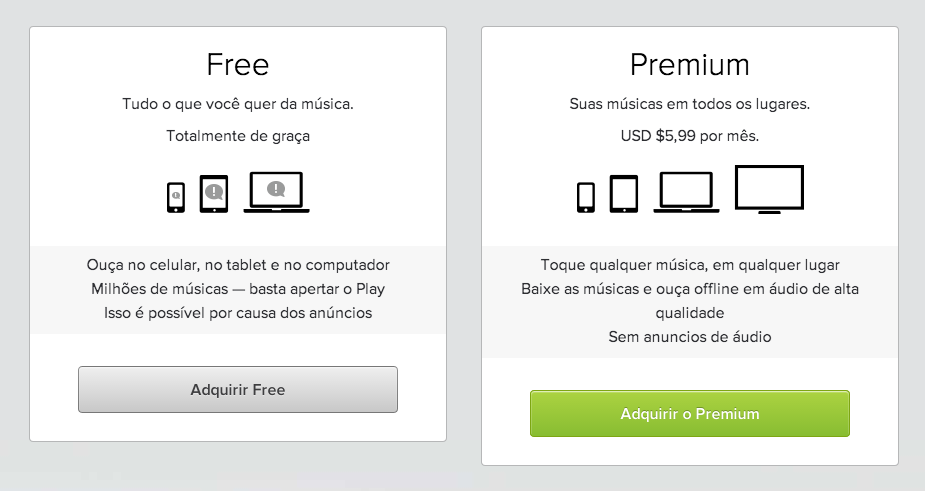 Free
Tudo o que você quer da música.
Totalmente de graça
Ouça no celular, no tablet e no computador
Milhões de músicas — basta apertar o Play
Isso é possível por causa dos anúncios
Adquirir Free
Premium
Suas músicas em todos os lugares.
USD $5,99 por mês.
Toque qualquer música, em qualquer lugar
Baixe as músicas e ouça offline em áudio de alta
qualidade
Sem anuncios de áudio
Adquirir o Premium